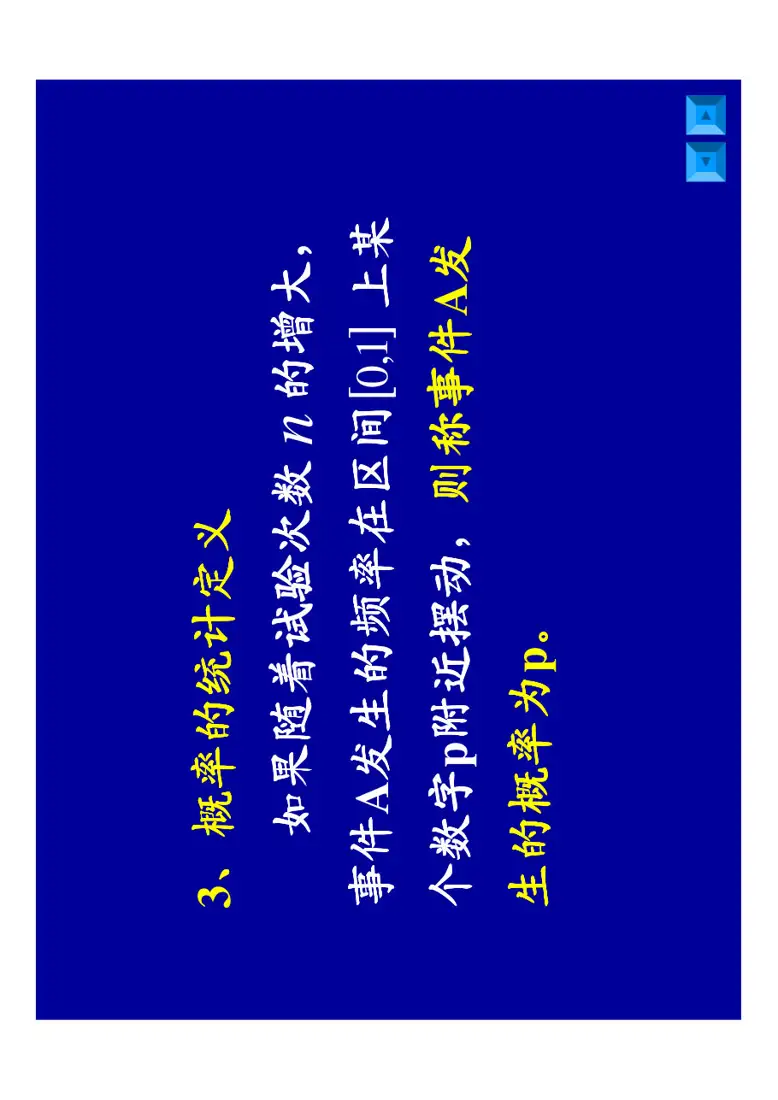 3、概率的统计定义
如果随着试验次数 n 的增大，
事件A发生的频率在区间[0,1] 上某
个数字p附近摆动，则称事件A发
生的概率为p。